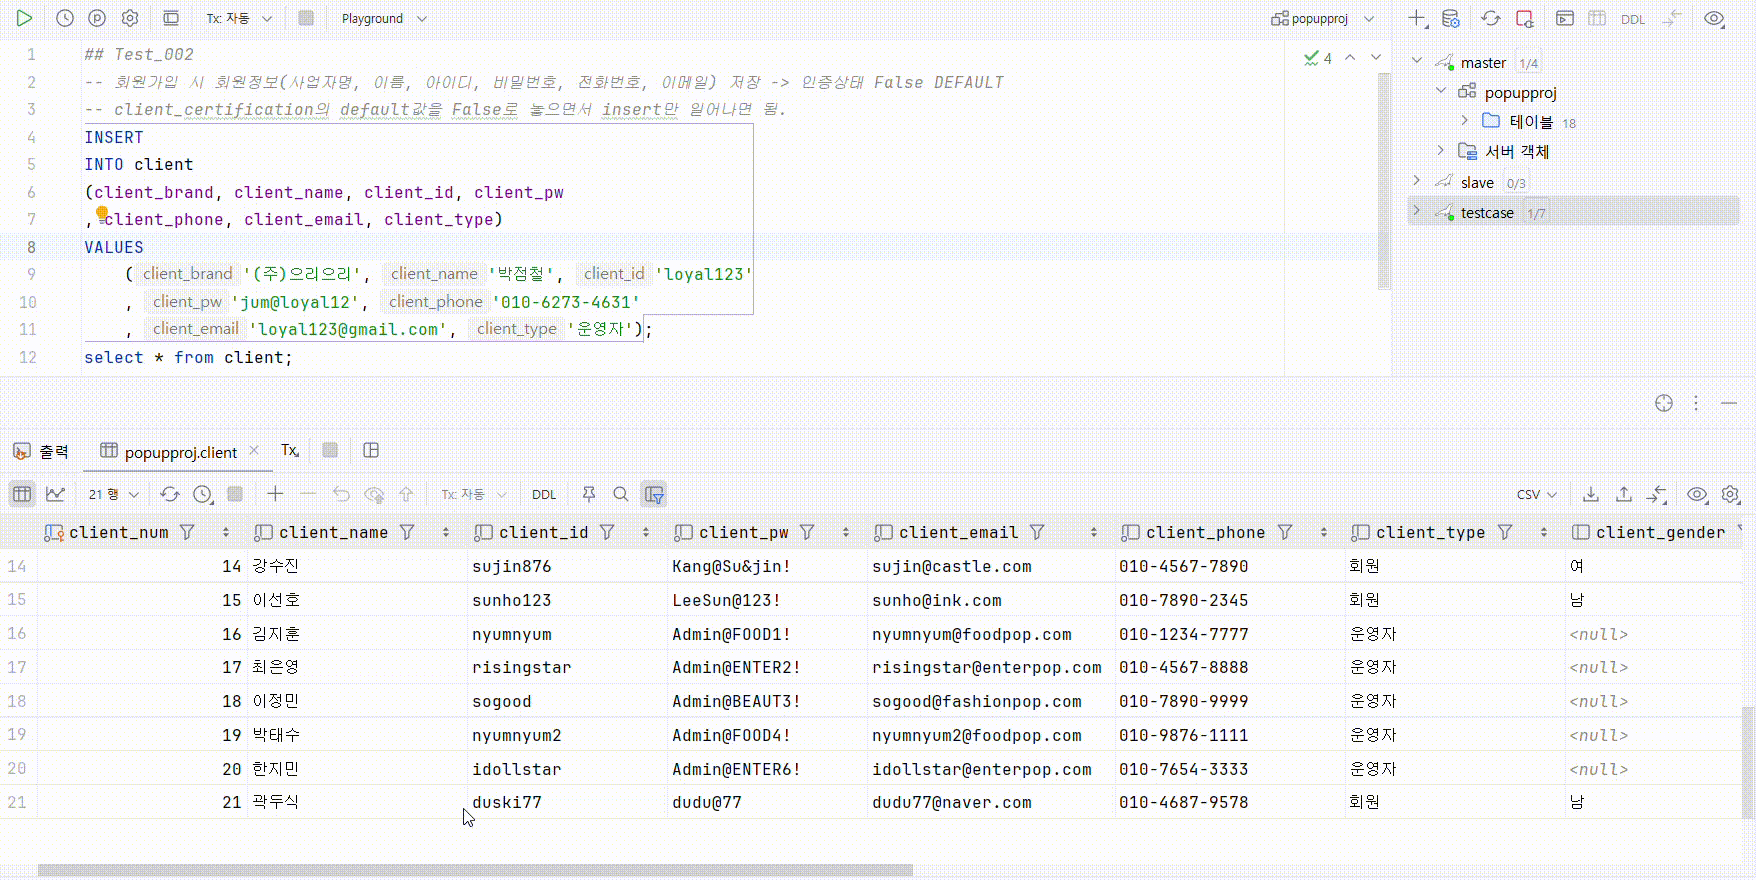 Tx: 자동
Playground
popupproj
DDL
1 ## Test_002
2 -- 회원가입 시 회원정보(사업자명, 이름, 아이디, 비밀번호, 전화번호, 이메일) 저장 -> 인증상태 False DEFAULT
3 -- client_certification의 default값을 False로 놓으면서 insert만 일어나면 됨.
4 INSERT
5 INTO client
6 (client_brand, client_name, client_id, client_pw
7 , client_phone, client_email, client_type)
8 VALUES
9 ( client_brand '(주)으리으리', client_name '박점철', client_id 'loyal123'
10 , client_pw 'jum@loyal12', client_phone '010-6273-4631'
11 , client_email 'loyal123@gmail.com', client_type '운영자');
12 select * from client;
4
master 1/4
popupproj
테이블 18
서버 객체
slave 0/3
testcase 1/7
출력 popupproj.client Tx
21 행 Tx: 자동 DDL CSV
client_num client_name client_id client_pw client_email client_phone client_type client_gender
14 14 강수진 sujin876 Kang@Su&jin! sujin@castle.com 010-4567-7890 회원 여
15 15 이선호 sunho123 LeeSun@123! sunho@ink.com 010-7890-2345 회원 남
16 16 김지훈 nyumnyum Admin@FOOD1! nyumnyum@foodpop.com 010-1234-7777 운영자 <null>
17 17 최은영 risingstar Admin@ENTER2! risingstar@enterpop.com 010-4567-8888 운영자 <null>
18 18 이정민 sogood Admin@BEAUT3! sogood@fashionpop.com 010-7890-9999 운영자 <null>
19 19 박태수 nyumnyum2 Admin@FOOD4! nyumnyum2@foodpop.com 010-9876-1111 운영자 <null>
20 20 한지민 idollstar Admin@ENTER6! idollstar@enterpop.com 010-7654-3333 운영자 <null>
21 21 곽두식 duski77 dudu@77 dudu77@naver.com 010-4687-9578 회원 남